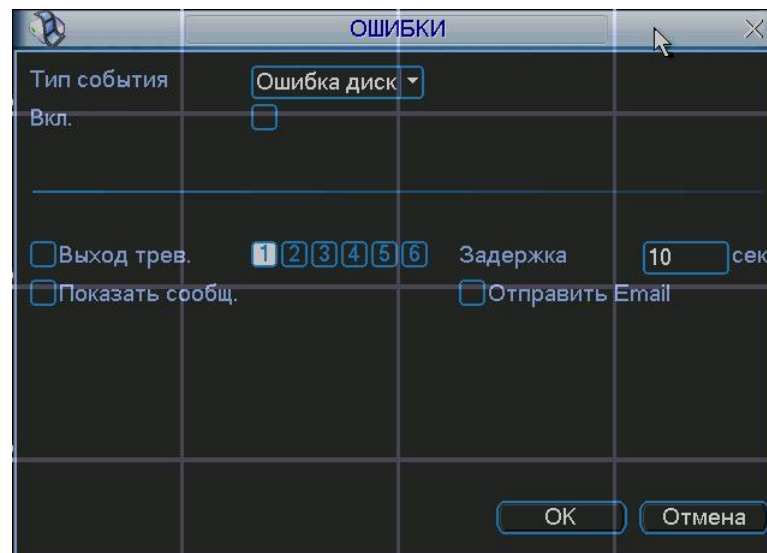 ОШИБКИ
Тип события Ошибка диск
Вкл.
Выход трев. 1 2 3 4 5 6 Задержка 10 сек
Показать сообщ. Отправить Email
OK Отмена